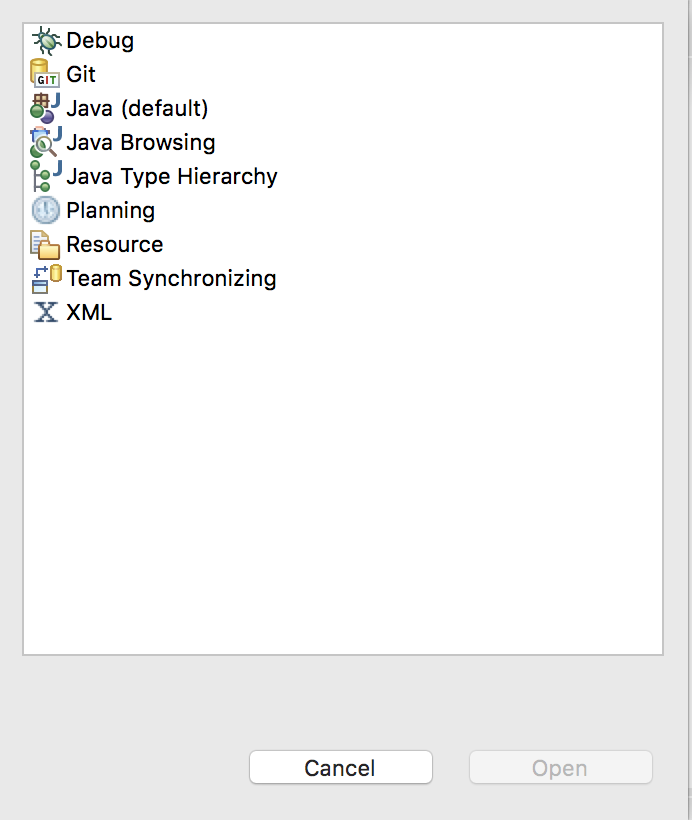 Debug
GIT Git
Java (default)
Java Browsing
Java Type Hierarchy
Planning
Resource
Team Synchronizing
XML
Cancel Open